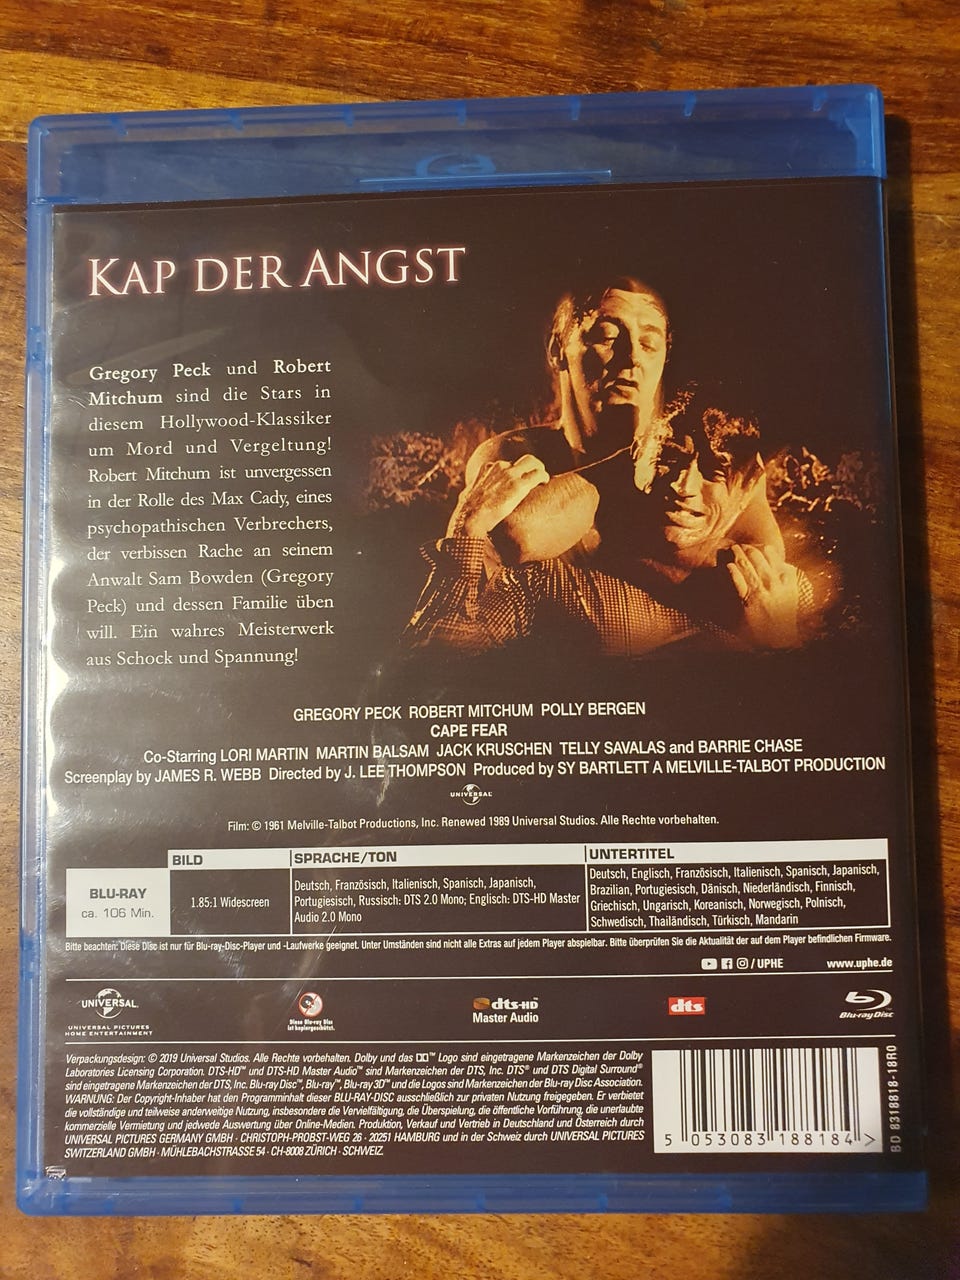 KAP DER ANGST
Gregory Peck und Robert
Mitchum sind die Stars in
diesem Hollywood-Klassiker
um Mord und Vergeltung!
Robert Mitchum ist unvergessen
in der Rolle des Max Cady, eines
psychopathischen Verbrechers,
der verbissen Rache an seinem
Anwalt Sam Bowden (Gregory
Peck) und dessen Familie üben
will. Ein wahres Meisterwerk
aus Schock und Spannung!
GREGORY PECK ROBERT MITCHUM POLLY BERGEN
CAPE FEAR
Co-Starring LORI MARTIN MARTIN BALSAM JACK KRUSCHEN TELLY SAVALAS and BARRIE CHASE
Screenplay by JAMES R. WEBB Directed by J. LEE THOMPSON Produced by SY BARTLETT A MELVILLE-TALBOT PRODUCTION
UNIVERSAL
Film: © 1961 Melville-Talbot Productions, Inc. Renewed 1989 Universal Studios. Alle Rechte vorbehalten.
BILD SPRACHE/TON UNTERTITEL
BLU-RAY
ca. 106 Min.
1.85:1 Widescreen
Deutsch, Französisch, Italienisch, Spanisch, Japanisch,
Portugiesisch, Russisch: DTS 2.0 Mono; Englisch: DTS-HD Master
Audio 2.0 Mono
Deutsch, Englisch, Französisch, Italienisch, Spanisch, Japanisch,
Brazilian, Portugiesisch, Dänisch, Niederländisch, Finnisch,
Griechisch, Ungarisch, Koreanisch, Norwegisch, Polnisch,
Schwedisch, Thailändisch, Türkisch, Mandarin
Bitte beachten: Diese Disc ist nur für Blu-ray-Disc-Player und -Laufwerke geeignet. Unter Umständen sind nicht alle Extras auf jedem Player abspielbar. Bitte überprüfen Sie die Aktualität der auf dem Player befindlichen Firmware.
/ UPHE www.uphe.de
UNIVERSAL
UNIVERSAL PICTURES
HOME ENTERTAINMENT
Diese Blu-ray Disc
ist kopiergeschützt.
dts-HD
Master Audio
dts
Blu-ray Disc
Verpackungsdesign: © 2019 Universal Studios. Alle Rechte vorbehalten. Dolby und das ™ Logo sind eingetragene Markenzeichen der Dolby
Laboratories Licensing Corporation. DTS-HD™ und DTS-HD Master Audio™ sind Markenzeichen der DTS, Inc. DTS® und DTS Digital Surround®
sind eingetragene Markenzeichen der DTS, Inc. Blu-ray Disc™, Blu-ray™, Blu-ray 3D™ und die Logos sind Markenzeichen der Blu-ray Disc Association.
WARNUNG: Der Copyright-Inhaber hat den Programminhalt dieser BLU-RAY-DISC ausschließlich zur privaten Nutzung freigegeben. Er verbietet
die vollständige und teilweise anderweitige Nutzung, insbesondere die Vervielfältigung, die Überspielung, die öffentliche Vorführung, die unerlaubte
kommerzielle Vermietung und jedwede Auswertung über Online-Medien. Produktion, Verkauf und Vertrieb in Deutschland und Österreich durch
UNIVERSAL PICTURES GERMANY GMBH · CHRISTOPH-PROBST-WEG 26 · 20251 HAMBURG und in der Schweiz durch UNIVERSAL PICTURES
SWITZERLAND GMBH · MÜHLEBACHSTRASSE 54 · CH-8008 ZÜRICH · SCHWEIZ
5 053083 188184 >
BD 8318818-18R0